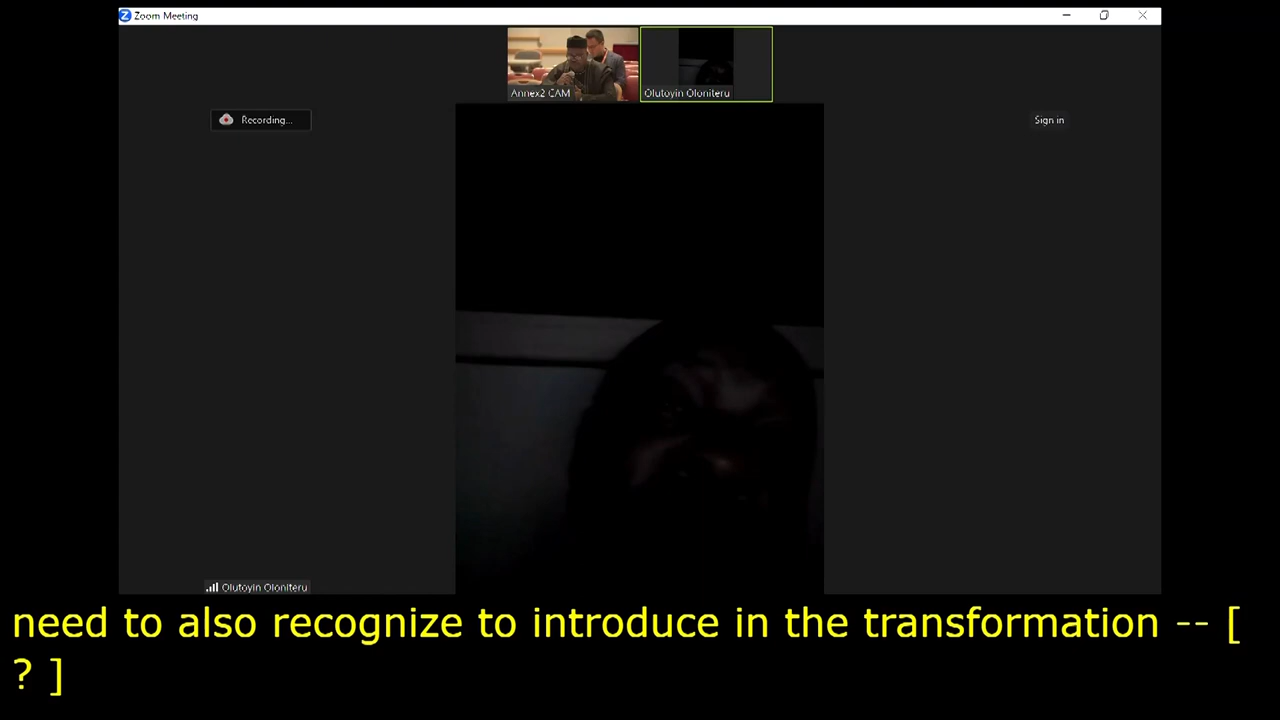 Zoom Meeting
Annex2 CAM
Olutoyin Oloniteru
Recording...
Sign in
Olutoyin Oloniteru
need to also recognize to introduce in the transformation -- [
? ]